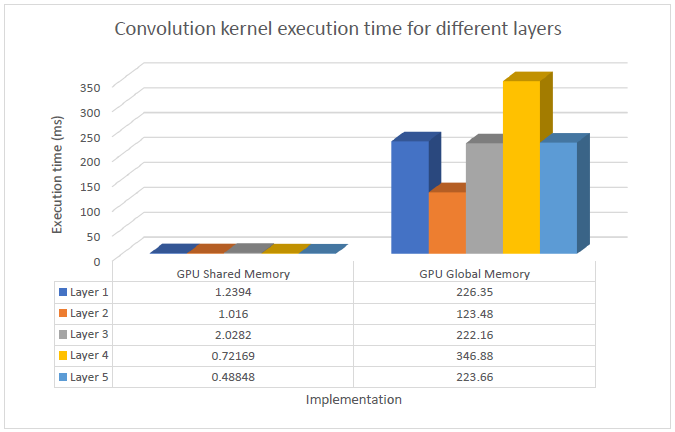 Convolution kernel execution time for different layers
Execution time (ms)
350
300
250
200
150
100
50
0
GPU Shared Memory GPU Global Memory
Layer 1 1.2394 226.35
Layer 2 1.016 123.48
Layer 3 2.0282 222.16
Layer 4 0.72169 346.88
Layer 5 0.48848 223.66
Implementation